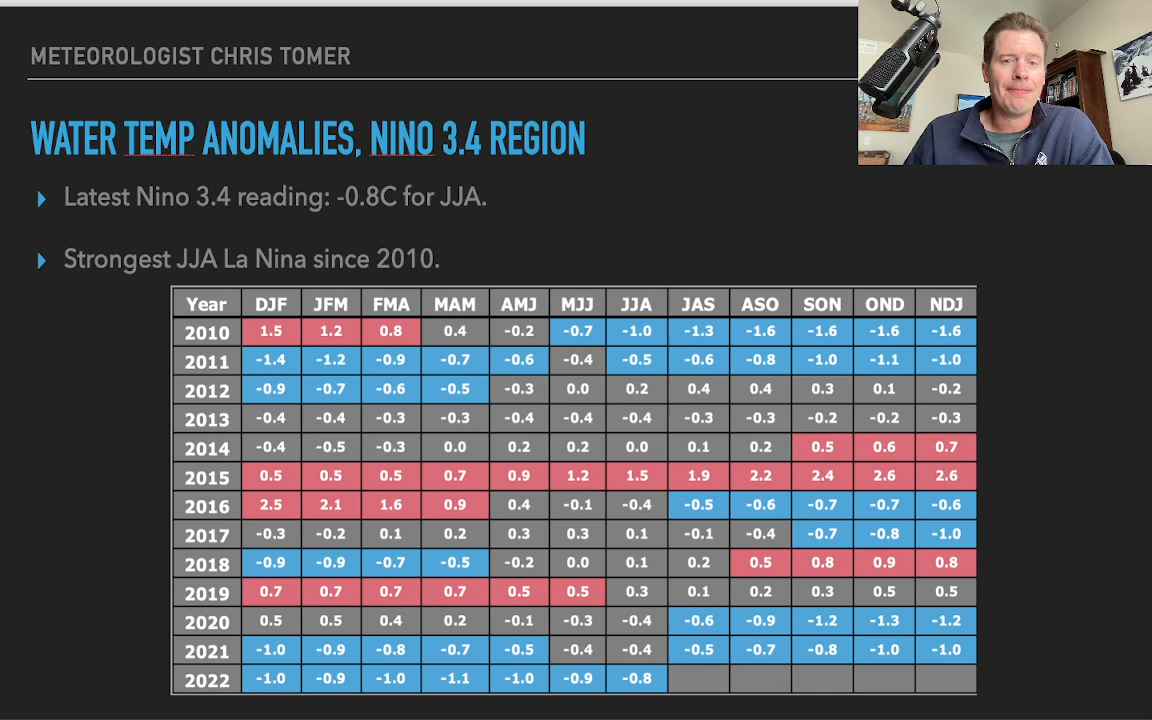 METEOROLOGIST CHRIS TOMER
WATER TEMP ANOMALIES, NINO 3.4 REGION
Latest Nino 3.4 reading: -0.8C for JJA.
Strongest JJA La Nina since 2010.
Year DJF JFM FMA MAM AMJ MJJ JJA JAS ASO SON OND NDJ
2010 1.5 1.2 0.8 0.4 -0.2 -0.7 -1.0 -1.3 -1.6 -1.6 -1.6 -1.6
2011 -1.4 -1.2 -0.9 -0.7 -0.6 -0.4 -0.5 -0.6 -0.8 -1.0 -1.1 -1.0
2012 -0.9 -0.7 -0.6 -0.5 -0.3 0.0 0.2 0.4 0.4 0.3 0.1 -0.2
2013 -0.4 -0.4 -0.3 -0.3 -0.4 -0.4 -0.4 -0.3 -0.3 -0.2 -0.2 -0.3
2014 -0.4 -0.5 -0.3 0.0 0.2 0.2 0.0 0.1 0.2 0.5 0.6 0.7
2015 0.5 0.5 0.5 0.7 0.9 1.2 1.5 1.9 2.2 2.4 2.6 2.6
2016 2.5 2.1 1.6 0.9 0.4 -0.1 -0.4 -0.5 -0.6 -0.7 -0.7 -0.6
2017 -0.3 -0.2 0.1 0.2 0.3 0.3 0.1 -0.1 -0.4 -0.7 -0.8 -1.0
2018 -0.9 -0.9 -0.7 -0.5 -0.2 0.0 0.1 0.2 0.5 0.8 0.9 0.8
2019 0.7 0.7 0.7 0.7 0.5 0.5 0.3 0.1 0.2 0.3 0.5 0.5
2020 0.5 0.5 0.4 0.2 -0.1 -0.3 -0.4 -0.6 -0.9 -1.2 -1.3 -1.2
2021 -1.0 -0.9 -0.8 -0.7 -0.5 -0.4 -0.4 -0.5 -0.7 -0.8 -1.0 -1.0
2022 -1.0 -0.9 -1.0 -1.1 -1.0 -0.9 -0.8